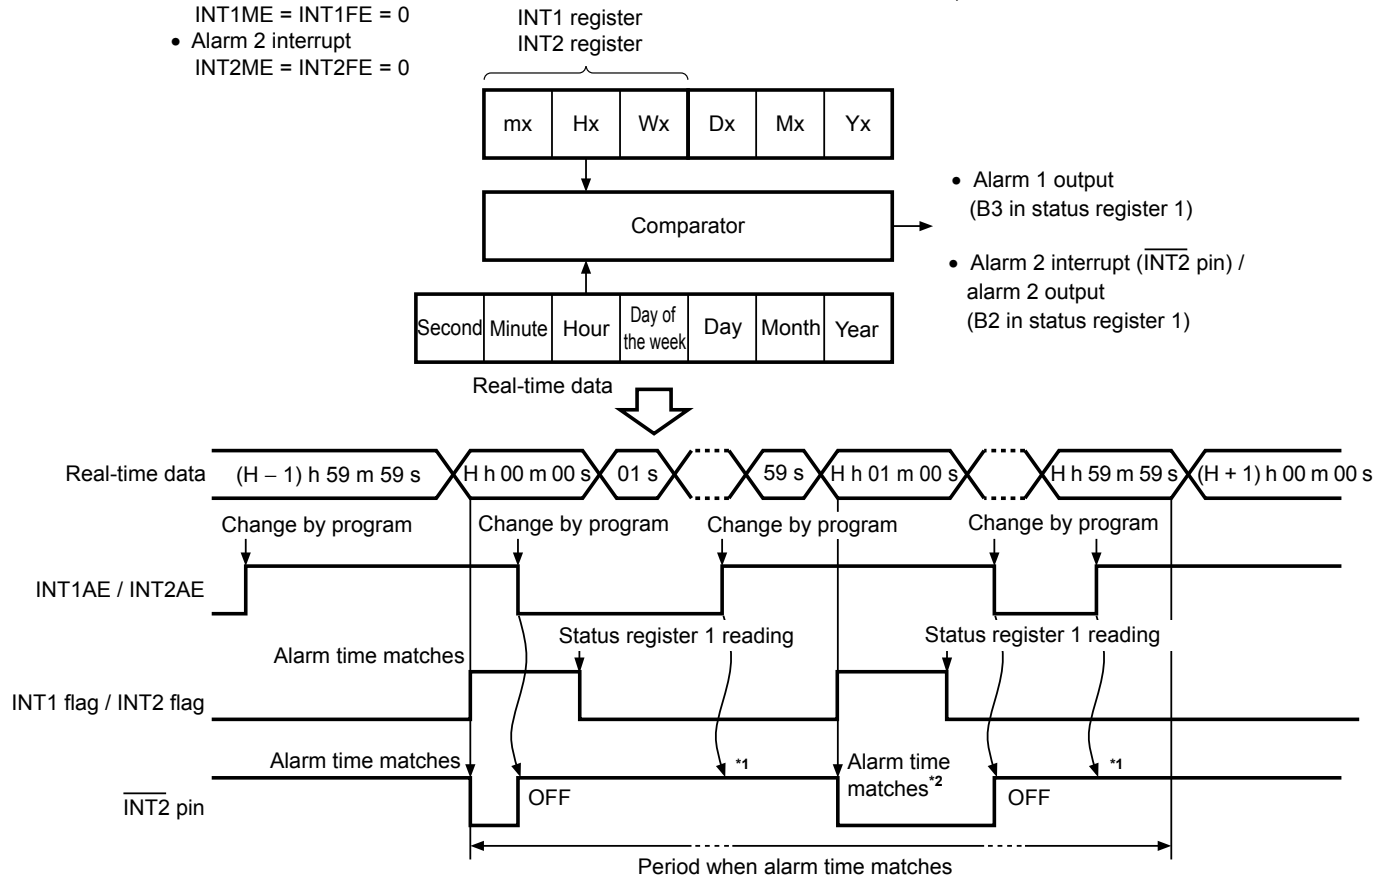 INT1ME = INT1FE = 0
• Alarm 2 interrupt
INT2ME = INT2FE = 0
INT1 register
INT2 register
mx Hx Wx Dx Mx Yx
Comparator
• Alarm 1 output
(B3 in status register 1)
• Alarm 2 interrupt (INT2 pin) /
alarm 2 output
(B2 in status register 1)
Second Minute Hour Day of the week Day Month Year
Real-time data
Real-time data (H − 1) h 59 m 59 s H h 00 m 00 s 01 s 59 s H h 01 m 00 s H h 59 m 59 s (H + 1) h 00 m 00 s
Change by program Change by program Change by program Change by program
INT1AE / INT2AE
Status register 1 reading Status register 1 reading
Alarm time matches
INT1 flag / INT2 flag
Alarm time matches *1 Alarm time matches*2 *1
INT2 pin OFF OFF
Period when alarm time matches